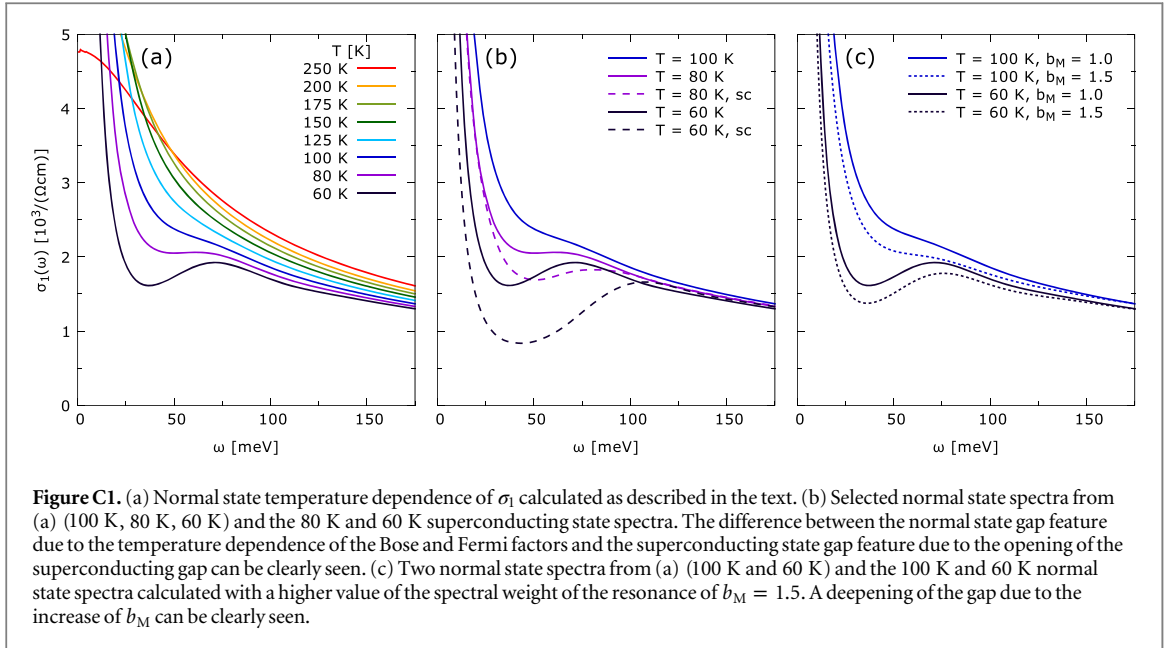 5
4
3
2
1
0
σ₁(ω) [10³/(Ωcm)]
(a)
T [K]
250 K
200 K
175 K
150 K
125 K
100 K
80 K
60 K
0 50 100 150
ω [meV]
(b)
T = 100 K
T = 80 K
T = 80 K, sc
T = 60 K
T = 60 K, sc
0 50 100 150
ω [meV]
(c)
T = 100 K, b_M = 1.0
T = 100 K, b_M = 1.5
T = 60 K, b_M = 1.0
T = 60 K, b_M = 1.5
0 50 100 150
ω [meV]
Figure C1. (a) Normal state temperature dependence of σ₁ calculated as described in the text. (b) Selected normal state spectra from
(a) (100 K, 80 K, 60 K) and the 80 K and 60 K superconducting state spectra. The difference between the normal state gap feature
due to the temperature dependence of the Bose and Fermi factors and the superconducting state gap feature due to the opening of the
superconducting gap can be clearly seen. (c) Two normal state spectra from (a) (100 K and 60 K) and the 100 K and 60 K normal
state spectra calculated with a higher value of the spectral weight of the resonance of b_M = 1.5. A deepening of the gap due to the
increase of b_M can be clearly seen.